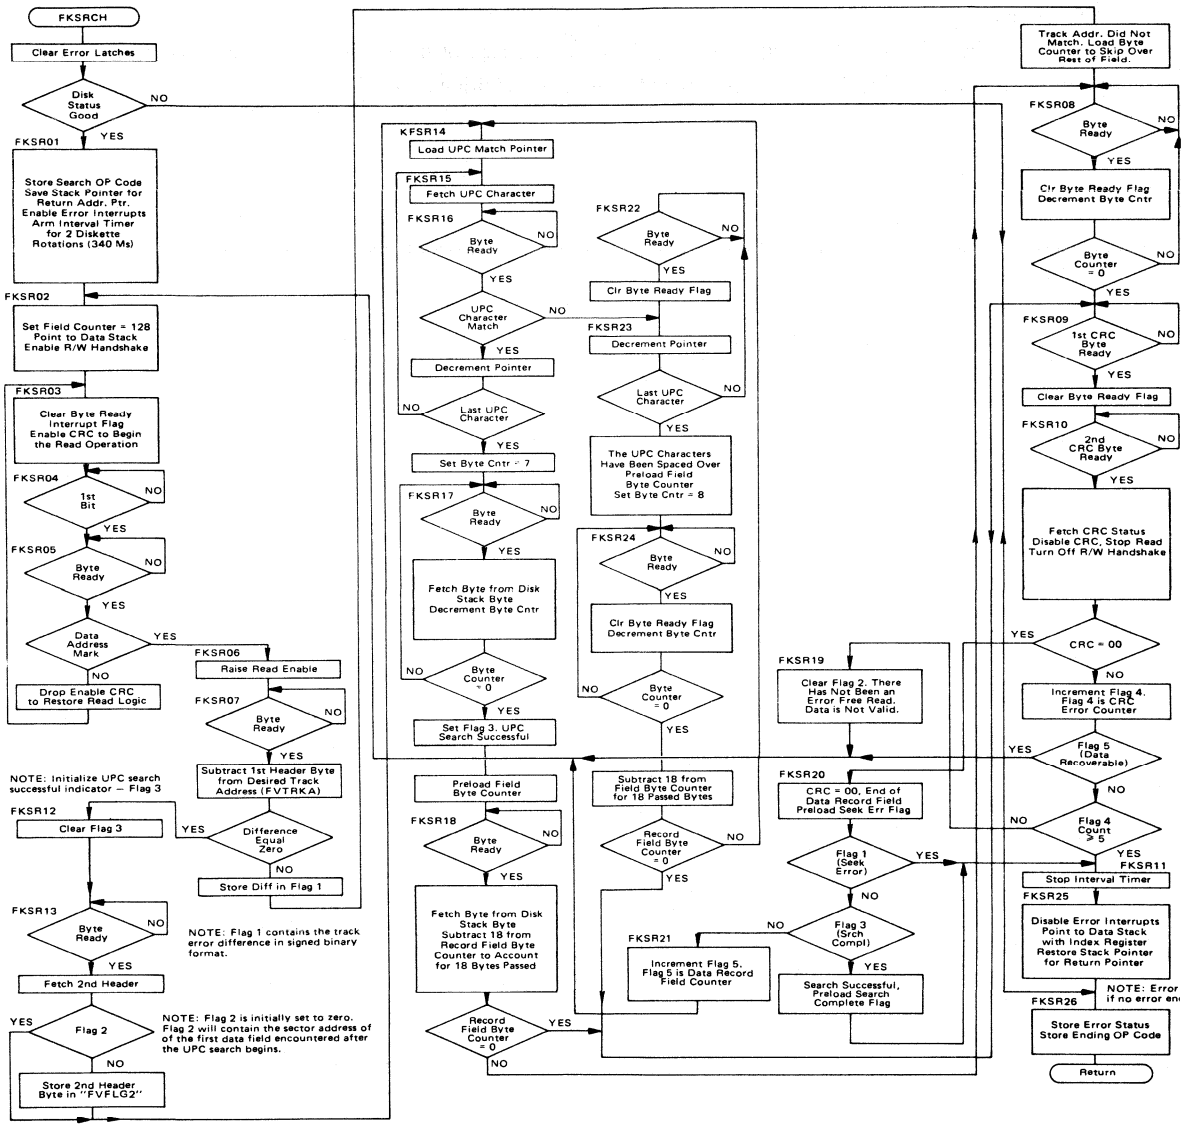 FKSRCH
Clear Error Latches
Disk
Status
Good
NO
YES
FKSR01
Store Search OP Code
Save Stack Pointer for
Return Addr. Ptr.
Enable Error Interrupts
Arm Interval Timer
for 2 Diskette
Rotations (340 Ms)
FKSR02
Set Field Counter = 128
Point to Data Stack
Enable R/W Handshake
FKSR03
Clear Byte Ready
Interrupt Flag
Enable CRC to Begin
the Read Operation
FKSR04
1st
Bit
NO
YES
FKSR05
Byte
Ready
NO
YES
Data
Address
Mark
YES
NO
Drop Enable CRC
to Restore Read Logic
FKSR06
Raise Read Enable
FKSR07
Byte
Ready
NO
YES
Subtract 1st Header Byte
from Desired Track
Address (FVTRKA)
Difference
Equal
Zero
YES
NO
Store Diff in Flag 1
NOTE: Initialize UPC search
successful indicator — Flag 3
FKSR12
Clear Flag 3
FKSR13
Byte
Ready
NO
YES
NOTE: Flag 1 contains the track
error difference in signed binary
format.
Fetch 2nd Header
Flag 2
YES
NO
NOTE: Flag 2 is initially set to zero.
Flag 2 will contain the sector address of
of the first data field encountered after
the UPC search begins.
Store 2nd Header
Byte in "FVFLG2"
KFSR14
Load UPC Match Pointer
FKSR15
Fetch UPC Character
FKSR16
Byte
Ready
NO
YES
UPC
Character
Match
NO
YES
Decrement Pointer
Last UPC
Character
NO
YES
Set Byte Cntr = 7
FKSR17
Byte
Ready
NO
YES
Fetch Byte from Disk
Stack Byte
Decrement Byte Cntr
Byte
Counter
= 0
NO
YES
Set Flag 3. UPC
Search Successful
Preload Field
Byte Counter
FKSR18
Byte
Ready
NO
YES
Fetch Byte from Disk
Stack Byte
Subtract 18 from
Record Field Byte
Counter to Account
for 18 Bytes Passed
Record
Field Byte
Counter
= 0
YES
NO
FKSR22
Byte
Ready
NO
YES
Clr Byte Ready Flag
FKSR23
Decrement Pointer
Last UPC
Character
NO
YES
The UPC Characters
Have Been Spaced Over
Preload Field
Byte Counter
Set Byte Cntr = 8
FKSR24
Byte
Ready
NO
YES
Clr Byte Ready Flag
Decrement Byte Cntr
Byte
Counter
= 0
NO
YES
Subtract 18 from
Field Byte Counter
for 18 Passed Bytes
Record
Field Byte
Counter
= 0
NO
YES
FKSR19
Clear Flag 2. There
Has Not Been an
Error Free Read.
Data is Not Valid.
FKSR20
CRC = 00, End of
Data Record Field
Preload Seek Err Flag
Flag 1
(Seek
Error)
YES
NO
Flag 3
(Srch
Compl)
NO
YES
FKSR21
Increment Flag 5.
Flag 5 is Data Record
Field Counter
Search Successful,
Preload Search
Complete Flag
Track Addr. Did Not
Match. Load Byte
Counter to Skip Over
Rest of Field.
FKSR08
Byte
Ready
NO
YES
Clr Byte Ready Flag
Decrement Byte Cntr
Byte
Counter
= 0
NO
YES
FKSR09
1st CRC
Byte
Ready
NO
YES
Clear Byte Ready Flag
FKSR10
2nd
CRC Byte
Ready
NO
YES
Fetch CRC Status
Disable CRC, Stop Read
Turn Off R/W Handshake
CRC = 00
YES
NO
Increment Flag 4.
Flag 4 is CRC
Error Counter
Flag 5
(Data
Recoverable)
YES
NO
Flag 4
Count
≥ 5
NO
YES
FKSR11
Stop Interval Timer
FKSR25
Disable Error Interrupts
Point to Data Stack
with Index Register
Restore Stack Pointer
for Return Pointer
NOTE: Error
if no error
FKSR26
Store Error Status
Store Ending OP Code
Return